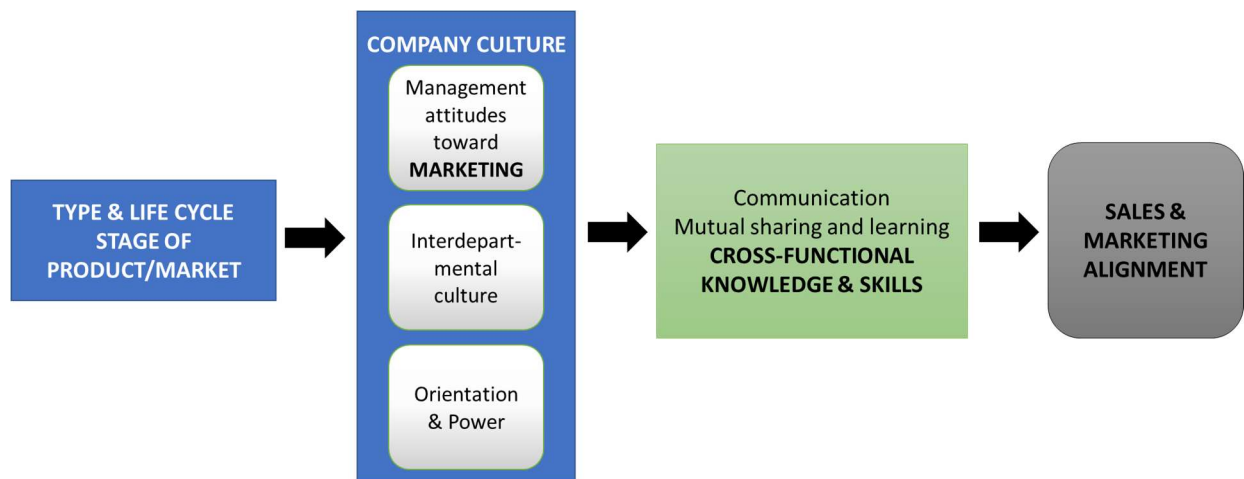 TYPE & LIFE CYCLE
STAGE OF
PRODUCT/MARKET
COMPANY CULTURE
Management
attitudes
toward
MARKETING
Interdepart-
mental
culture
Orientation
& Power
Communication
Mutual sharing and learning
CROSS-FUNCTIONAL
KNOWLEDGE & SKILLS
SALES &
MARKETING
ALIGNMENT